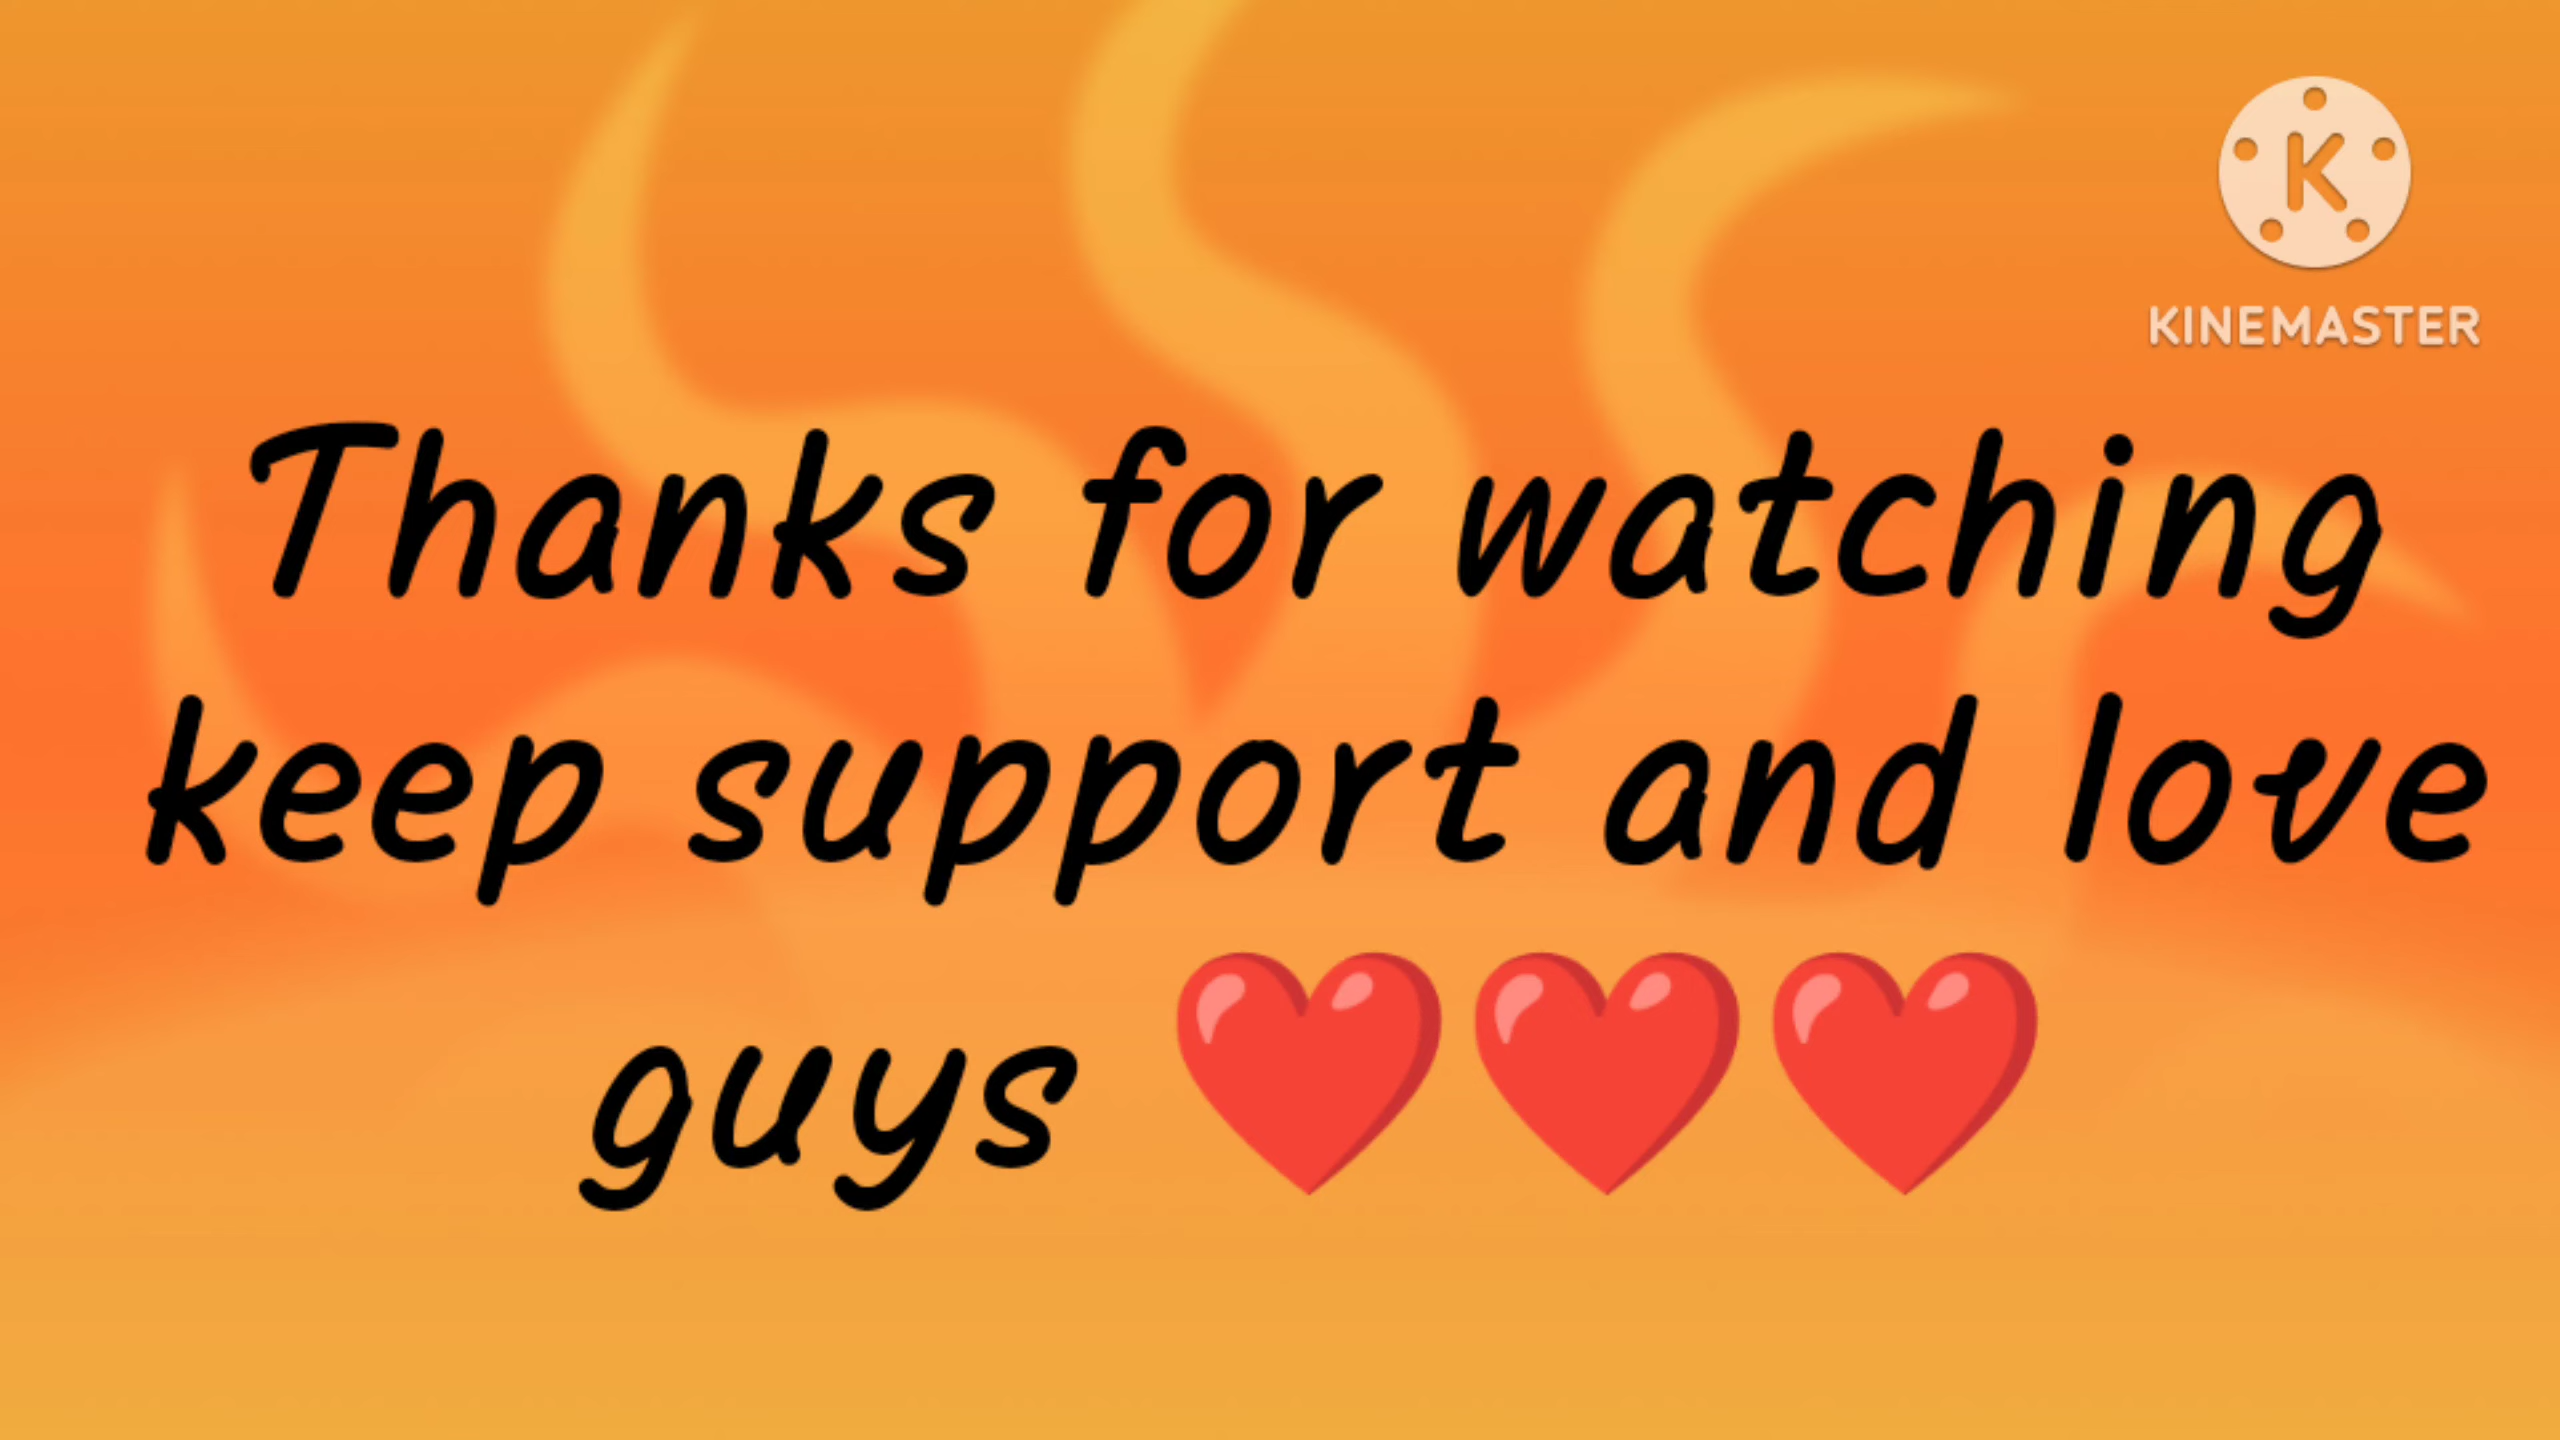 K
KINEMASTER
Thanks for watching
keep support and love
guys ❤️❤️❤️